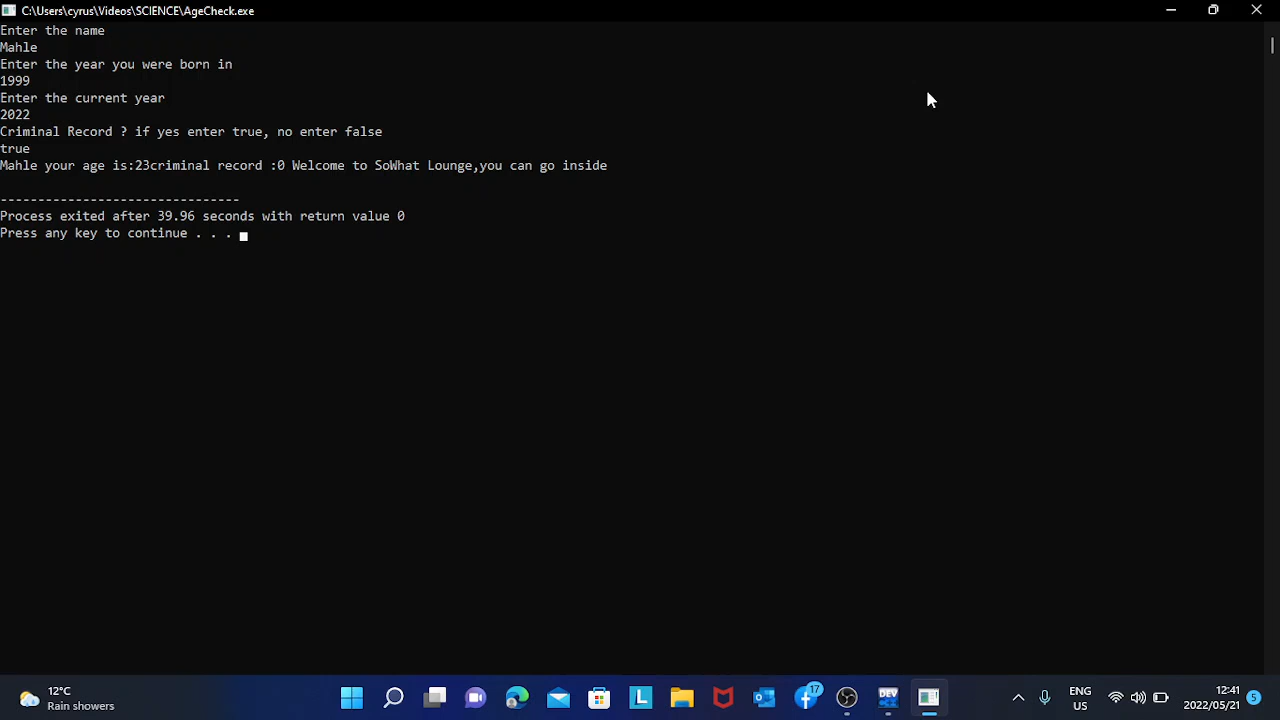 C:\Users\cyrus\Videos\SCIENCE\AgeCheck.exe
Enter the name
Mahle
Enter the year you were born in
1999
Enter the current year
2022
Criminal Record ? if yes enter true, no enter false
true
Mahle your age is:23criminal record :0 Welcome to SoWhat Lounge,you can go inside
--------------------------------
Process exited after 39.96 seconds with return value 0
Press any key to continue . . .
12°C
Rain showers
L
17
DEV
C++
ENG
US
12:41
2022/05/21
5